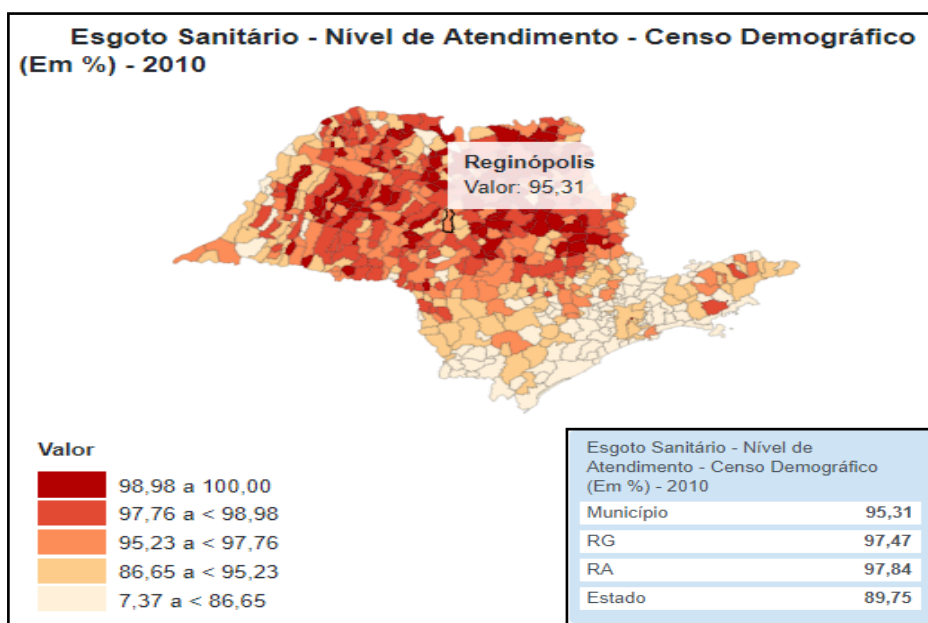 Esgoto Sanitário - Nível de Atendimento - Censo Demográfico
(Em %) - 2010
Reginópolis
Valor: 95,31
Valor
98,98 a 100,00
97,76 a < 98,98
95,23 a < 97,76
86,65 a < 95,23
7,37 a < 86,65
Esgoto Sanitário - Nível de
Atendimento - Censo Demográfico
(Em %) - 2010
Município 95,31
RG 97,47
RA 97,84
Estado 89,75